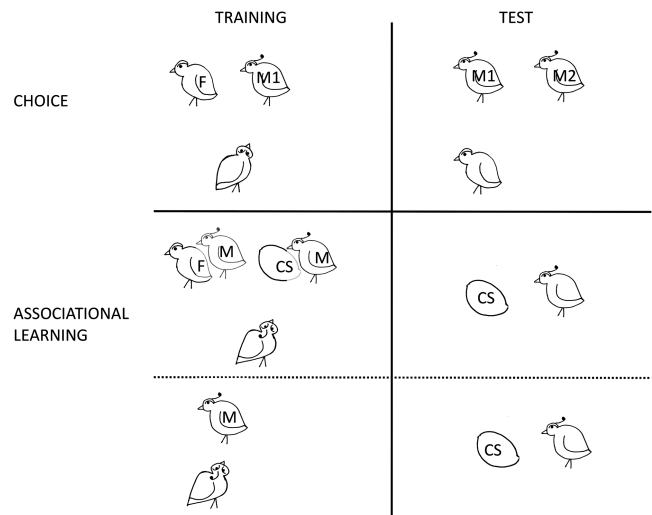 TRAINING TEST
CHOICE
F M1 M1 M2
ASSOCIATIONAL
LEARNING
F M CS M CS
M CS